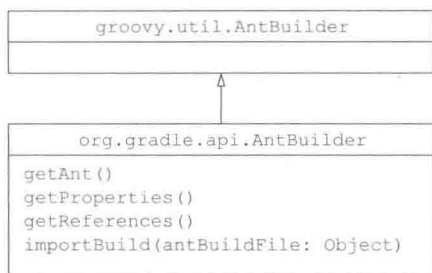 groovy.util.AntBuilder
org.gradle.api.AntBuilder
getAnt()
getProperties()
getReferences()
importBuild(antBuildFile: Object)